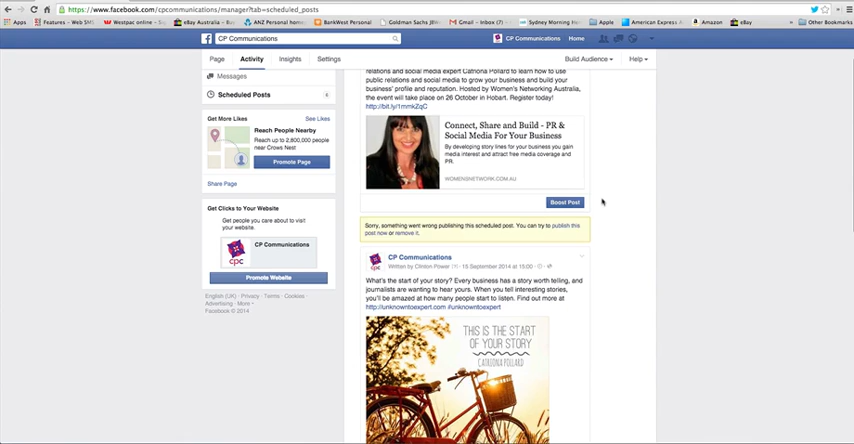 https://www.facebook.com/cpcommunications/manager?tab=scheduled_posts
Apps
Features - Web SMS
Westpac online
eBay Australia - Bu
ANZ Personal home
BankWest Personal
Goldman Sachs JBW
Gmail - Inbox
Sydney Morning He
Apple
American Express A
Amazon
eBay
»
Other Bookmarks
CP Communications
CP Communications
Home
Page
Activity
Insights
Settings
Build Audience
Help
Messages
Scheduled Posts
4
Get More Likes
See Likes
Reach People Nearby
Reach up to 2,800,000 people
near Crows Nest
Promote Page
Share Page
Get Clicks to Your Website
Get people you care about to visit
your website.
cpc
CP Communications
Promote Website
English (UK) · Privacy · Terms · Cookies ·
Advertising · More
Facebook © 2014
relations and social media expert Catriona Pollard to learn how to use
public relations and social media to grow your business and build your
business' profile and reputation. Hosted by Women's Networking Australia,
the event will take place on 26 October in Hobart. Register today!
http://bit.ly/1mmkZqC
Connect, Share and Build - PR &
Social Media For Your Business
By developing story lines for your business you gain
media interest and attract free media coverage and
PR.
WOMENSNETWORK.COM.AU
Boost Post
Sorry, something went wrong publishing this scheduled post. You can try to publish this
post now or remove it.
cpc
CP Communications
Written by Clinton Power [?] · 15 September 2014 at 15:00 ·
What's the start of your story? Every business has a story worth telling, and
journalists are wanting to hear yours. When you tell interesting stories,
you'll be amazed at how many people start to listen. Find out more at
http://unknowntoexpert.com #unknowntoexpert
THIS IS THE START
OF YOUR STORY
CATRIONA POLLARD